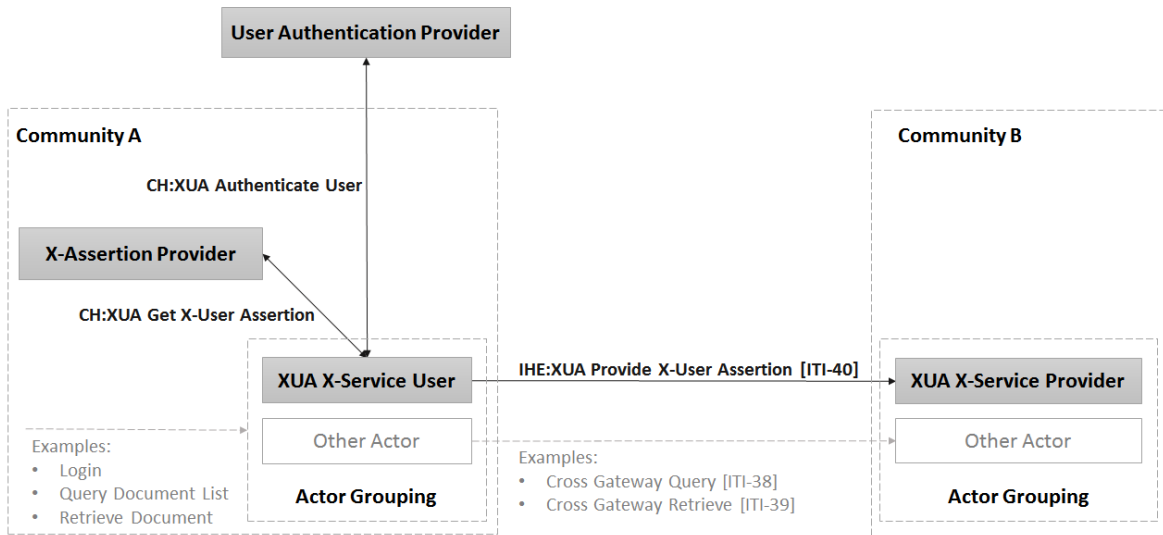 User Authentication Provider
Community A
Community B
CH:XUA Authenticate User
X-Assertion Provider
CH:XUA Get X-User Assertion
XUA X-Service User
IHE:XUA Provide X-User Assertion [ITI-40]
XUA X-Service Provider
Other Actor
Other Actor
Examples:
• Login
• Query Document List
• Retrieve Document
Examples:
• Cross Gateway Query [ITI-38]
• Cross Gateway Retrieve [ITI-39]
Actor Grouping
Actor Grouping